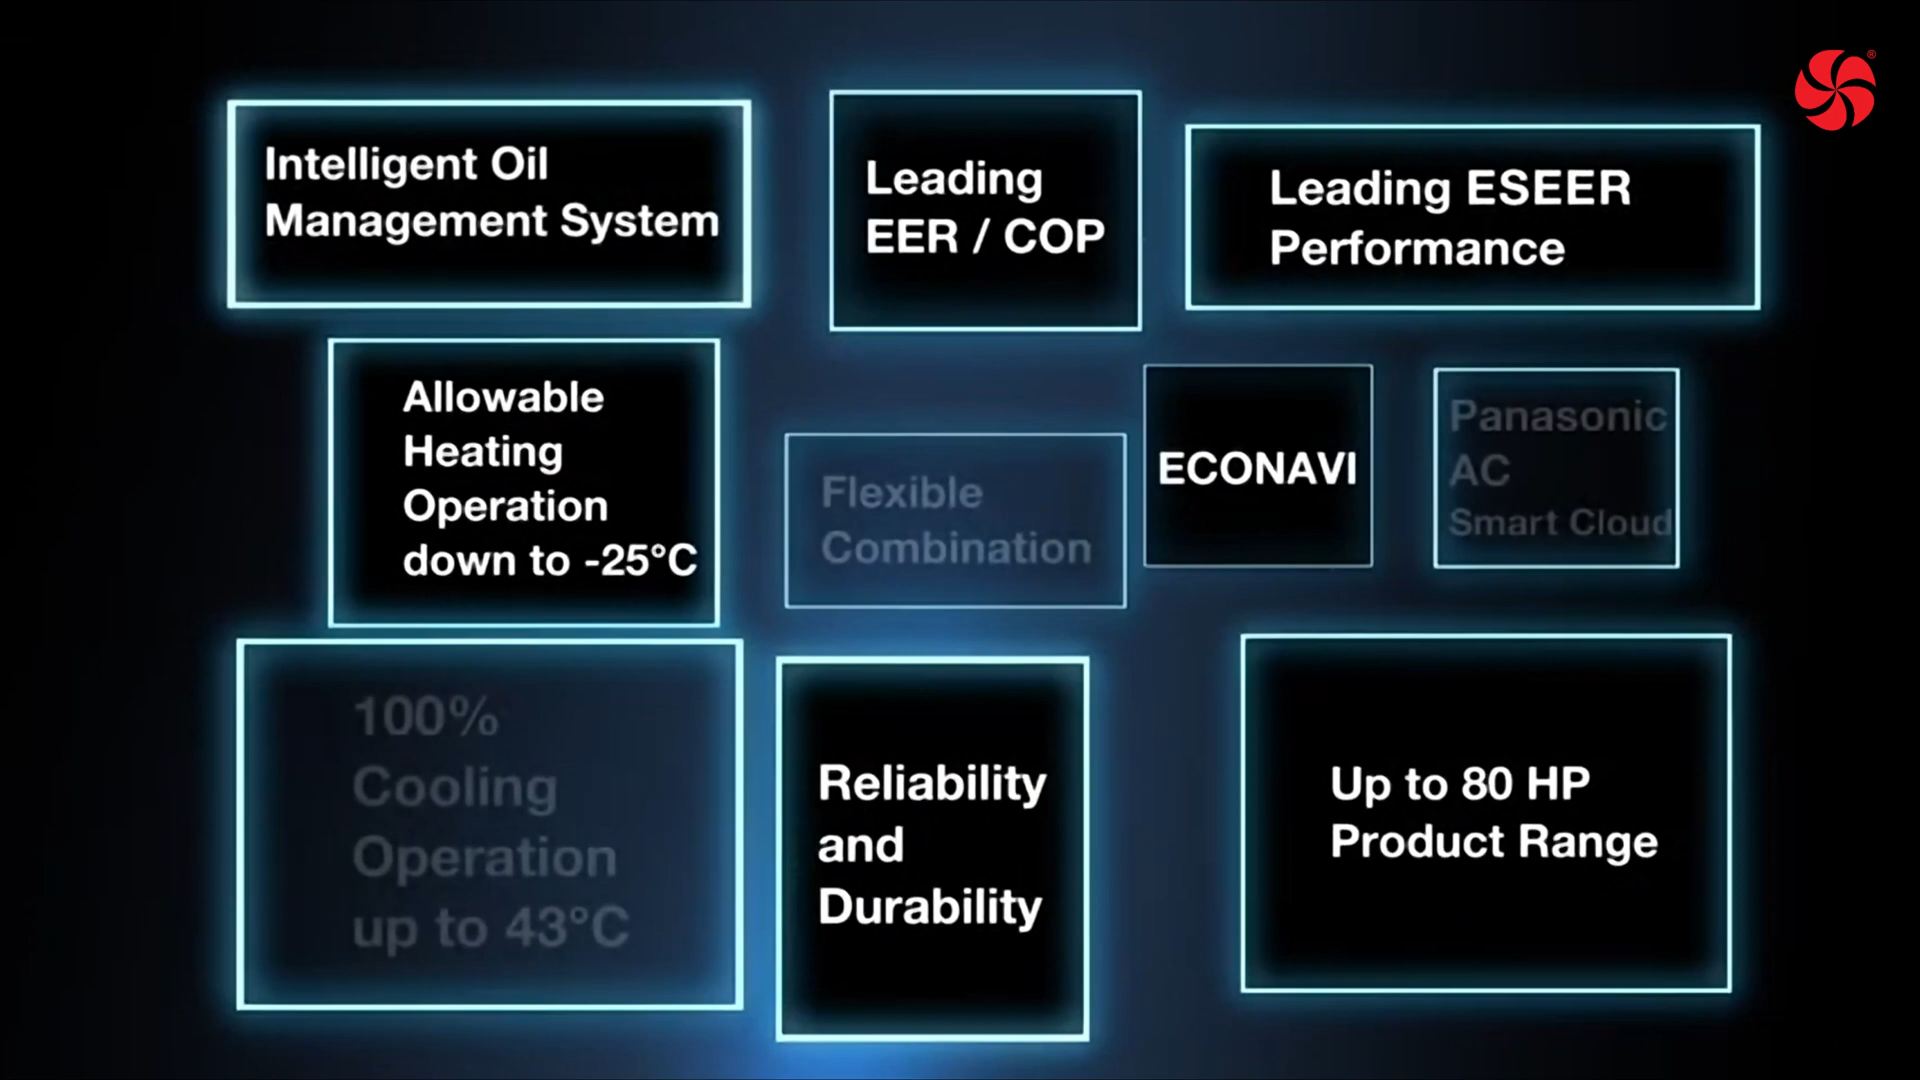 Intelligent Oil
Management System
Leading
EER / COP
Leading ESEER
Performance
Allowable
Heating
Operation
down to -25°C
Flexible
Combination
ECONAVI
Panasonic
AC
Smart Cloud
100%
Cooling
Operation
up to 43°C
Reliability
and
Durability
Up to 80 HP
Product Range
®